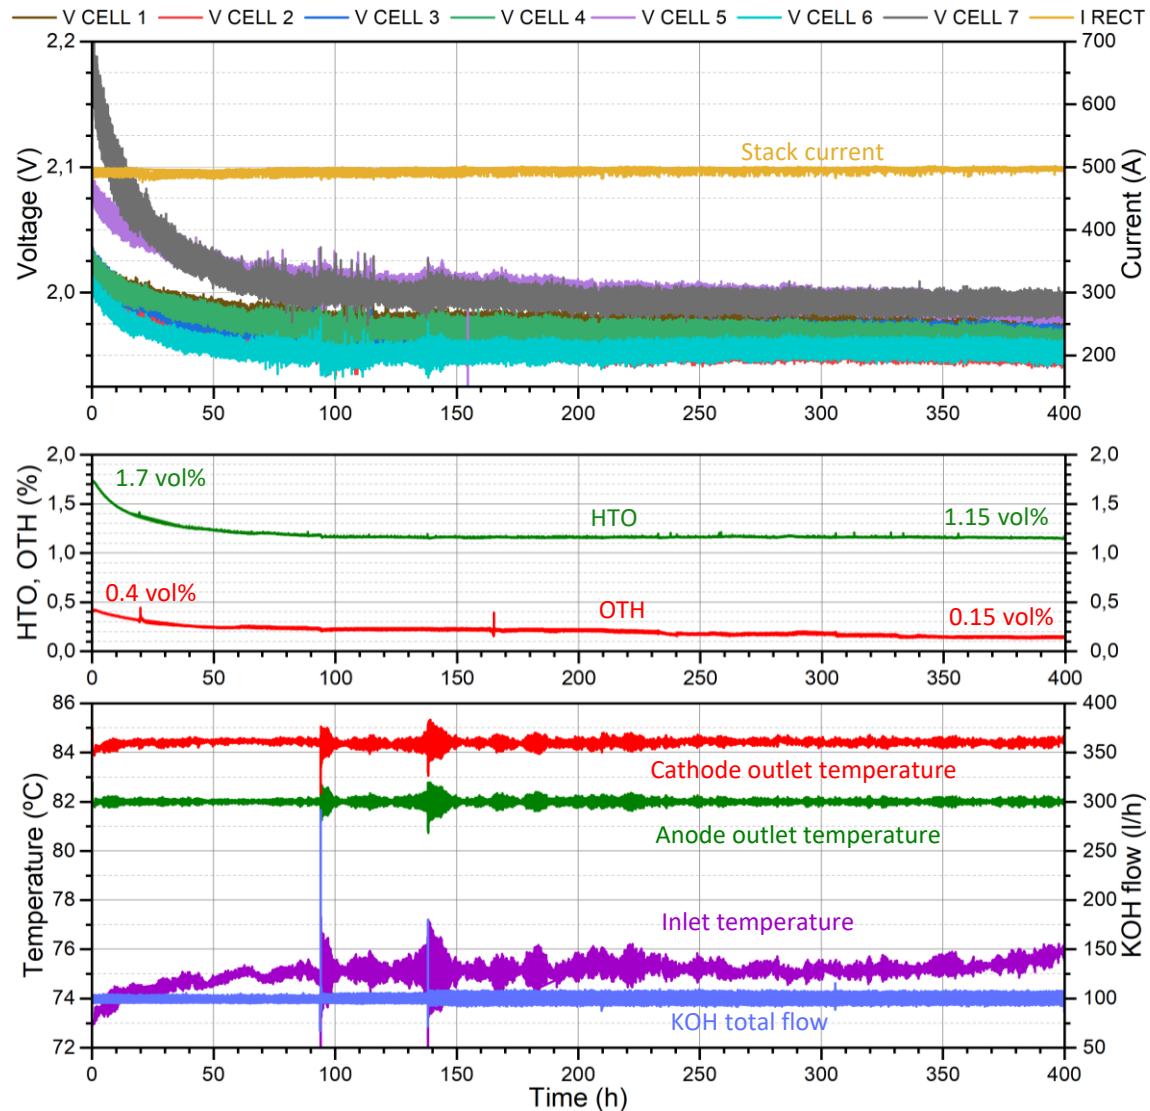 V CELL 1 V CELL 2 V CELL 3 V CELL 4 V CELL 5 V CELL 6 V CELL 7 I RECT
2,2 700
600
2,1 Stack current 500
Voltage (V) 400 Current (A)
2,0 300
200
0 50 100 150 200 250 300 350 400
2,0 2,0
1.7 vol%
1,5 HTO 1.15 vol% 1,5
HTO, OTH (%)
1,0 1,0
0.4 vol%
0,5 OTH 0.15 vol% 0,5
0,0 0,0
0 50 100 150 200 250 300 350 400
86 400
84 350
Cathode outlet temperature
82 300
Anode outlet temperature
80 250
Temperature (ºC) KOH flow (l/h)
78 200
Inlet temperature
76 150
74 100
KOH total flow
72 50
0 50 100 150 200 250 300 350 400
Time (h)